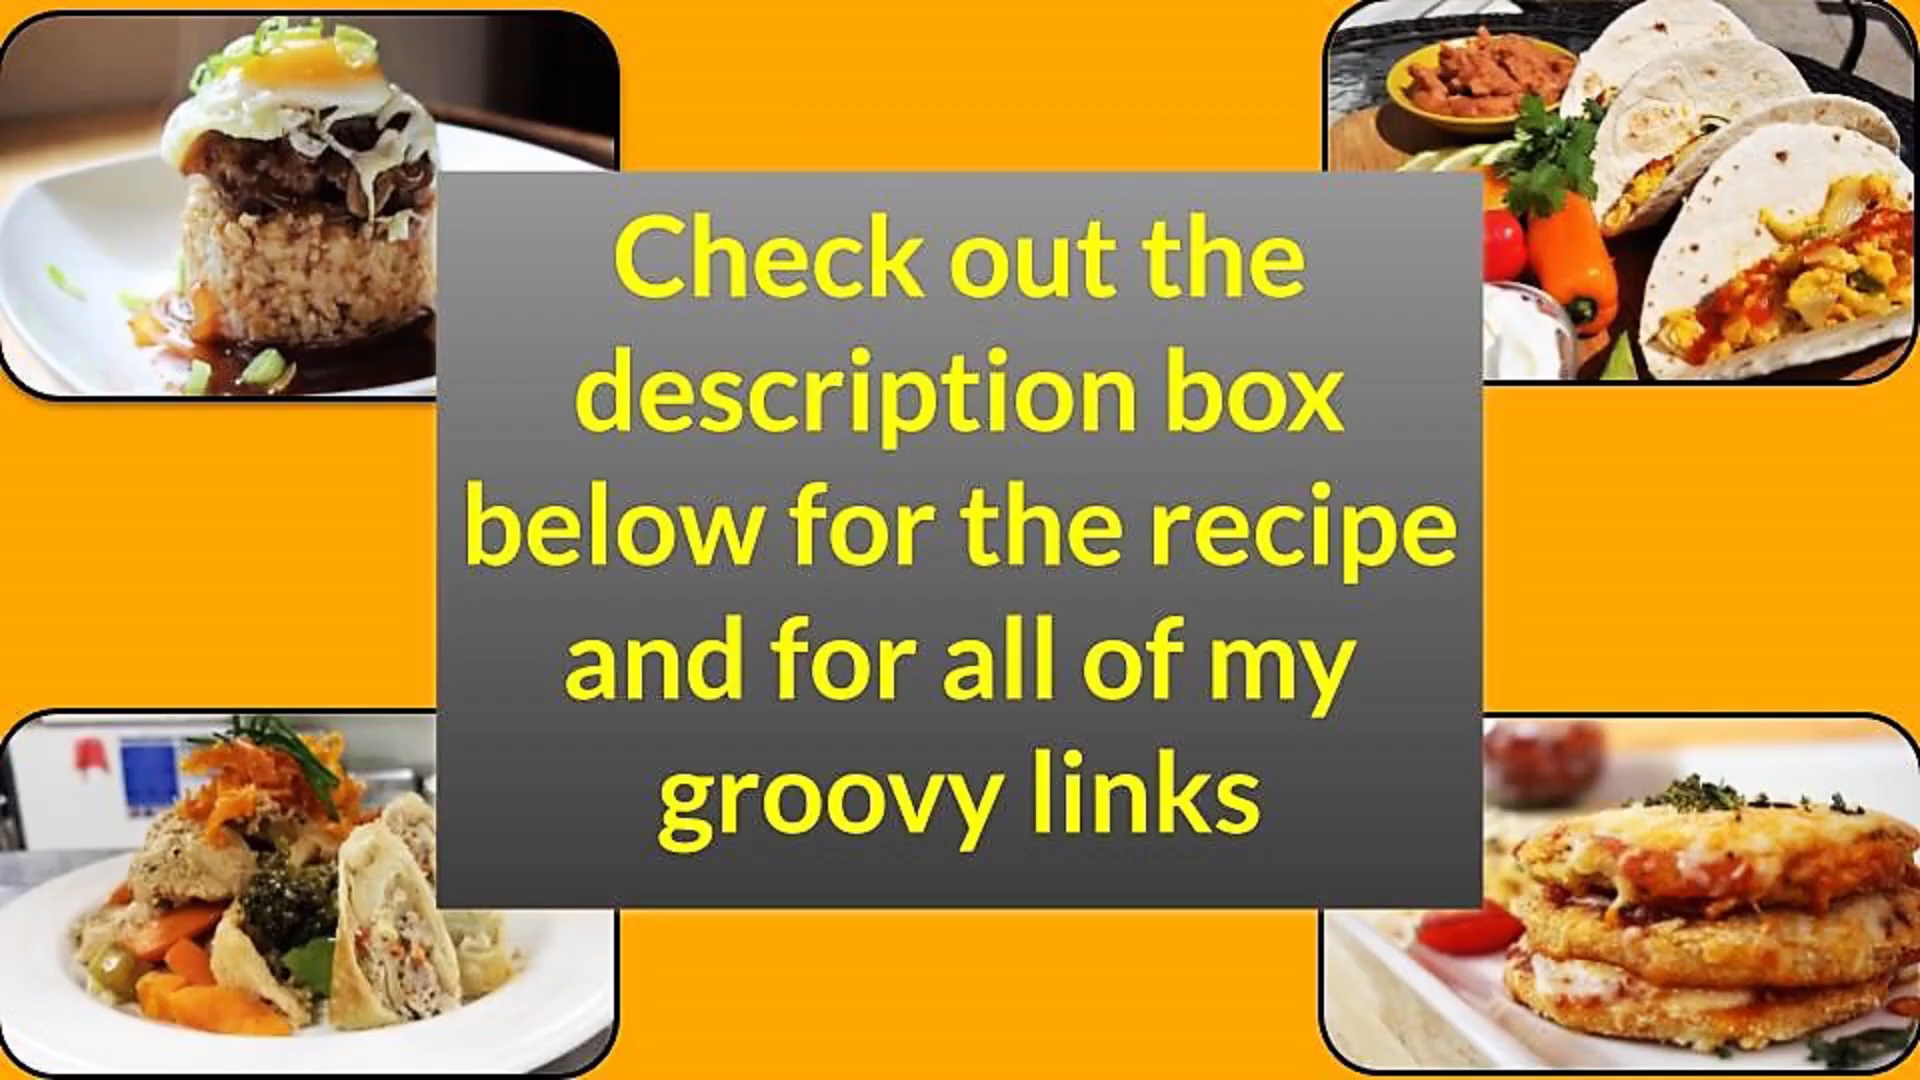 Check out the
description box
below for the recipe
and for all of my
groovy links